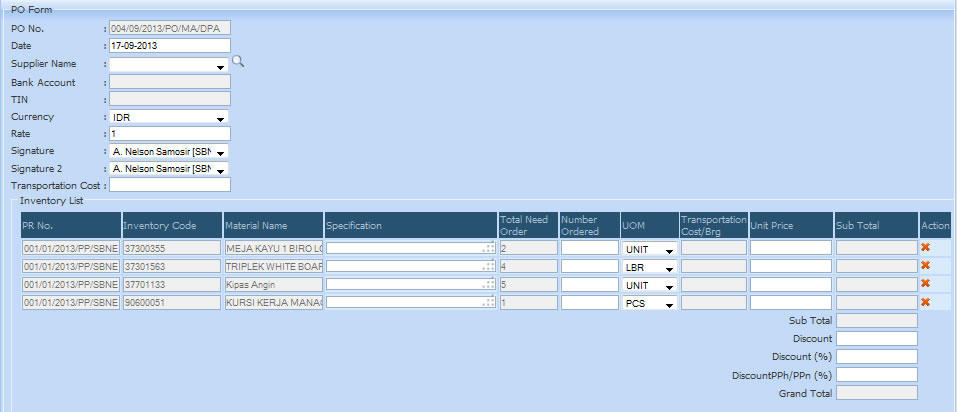 PO Form
PO No. : 004/09/2013/PO/MA/DPA
Date : 17-09-2013
Supplier Name :
Bank Account :
TIN :
Currency : IDR
Rate : 1
Signature : A. Nelson Samosir [SBN
Signature 2 : A. Nelson Samosir [SBN
Transportation Cost :
Inventory List
PR No. Inventory Code Material Name Specification Total Need Order Number Ordered UOM Transportation Cost/Brg Unit Price Sub Total Action
001/01/2013/PP/SBNE 37300355 MEJA KAYU 1 BIRO LO 2 UNIT
001/01/2013/PP/SBNE 37301563 TRIPLEK WHITE BOAR 4 LBR
001/01/2013/PP/SBNE 37701133 Kipas Angin 5 UNIT
001/01/2013/PP/SBNE 90600051 KURSI KERJA MANAG 1 PCS
Sub Total
Discount
Discount (%)
DiscountPPh/PPn (%)
Grand Total